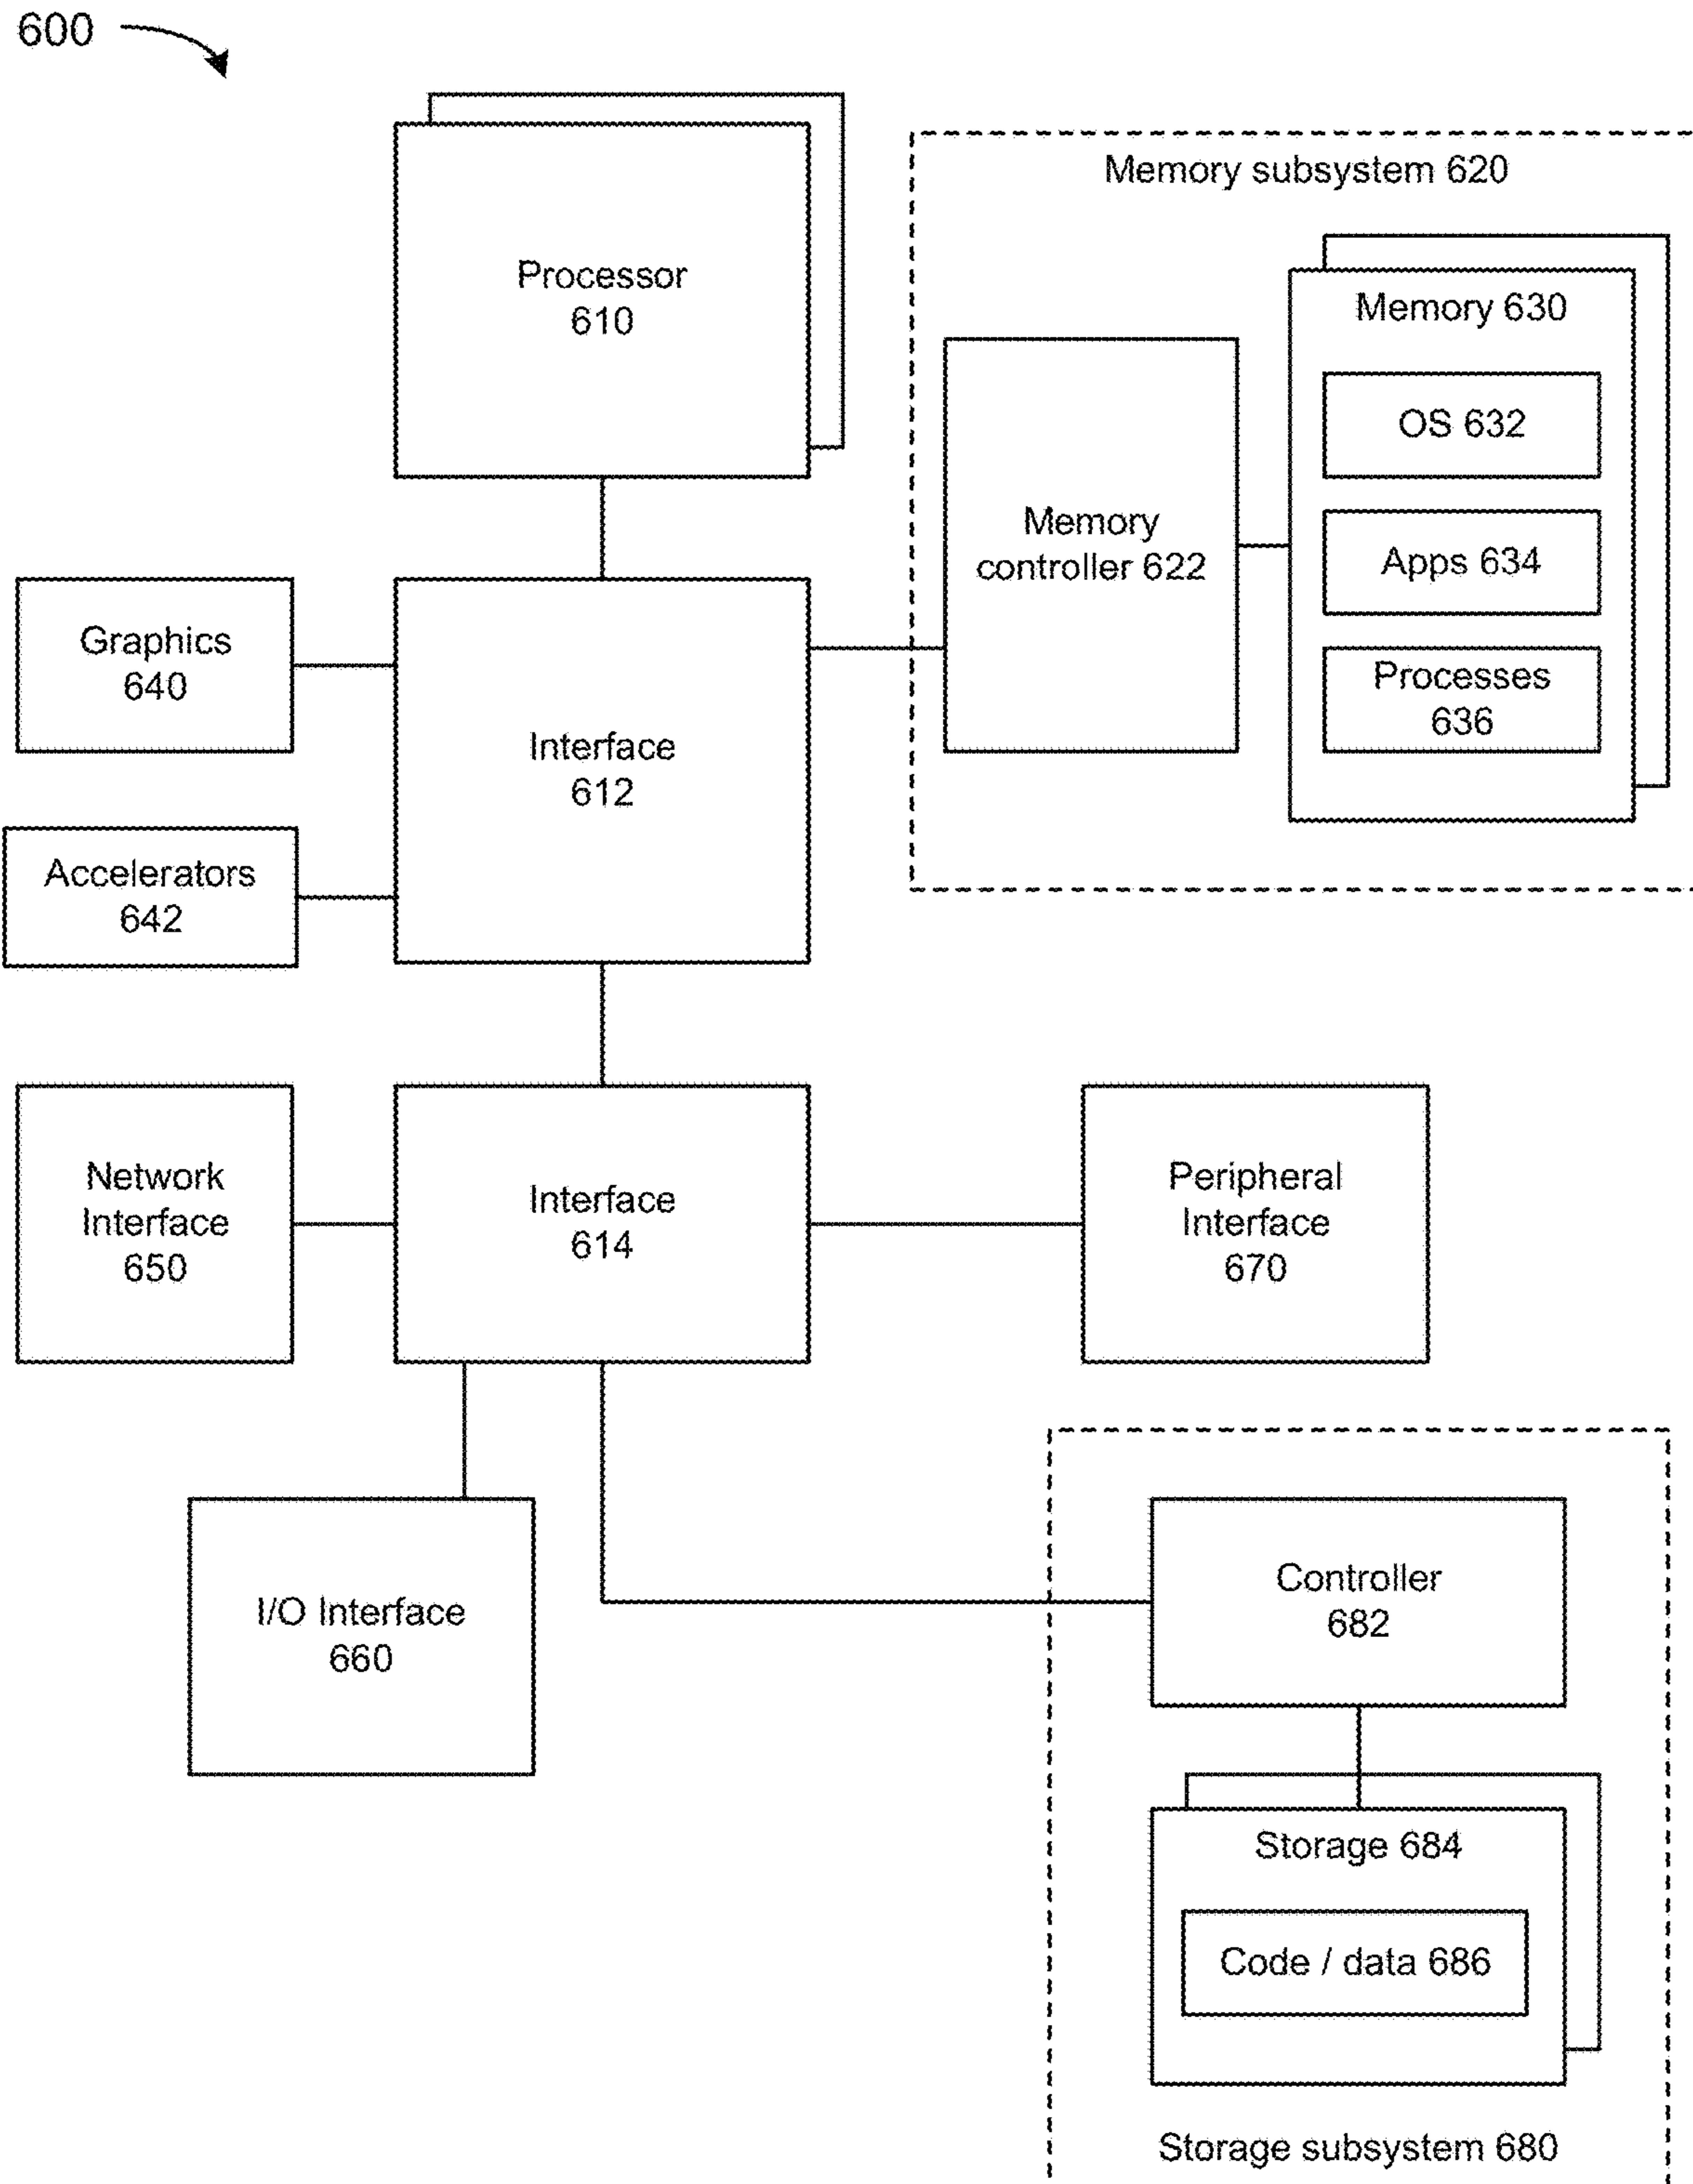 600
Processor
610
Memory subsystem 620
Memory 630
OS 632
Apps 634
Processes
636
Memory
controller 622
Graphics
640
Interface
612
Accelerators
642
Network
Interface
650
Interface
614
Peripheral
Interface
670
I/O Interface
660
Controller
682
Storage 684
Code / data 686
Storage subsystem 680